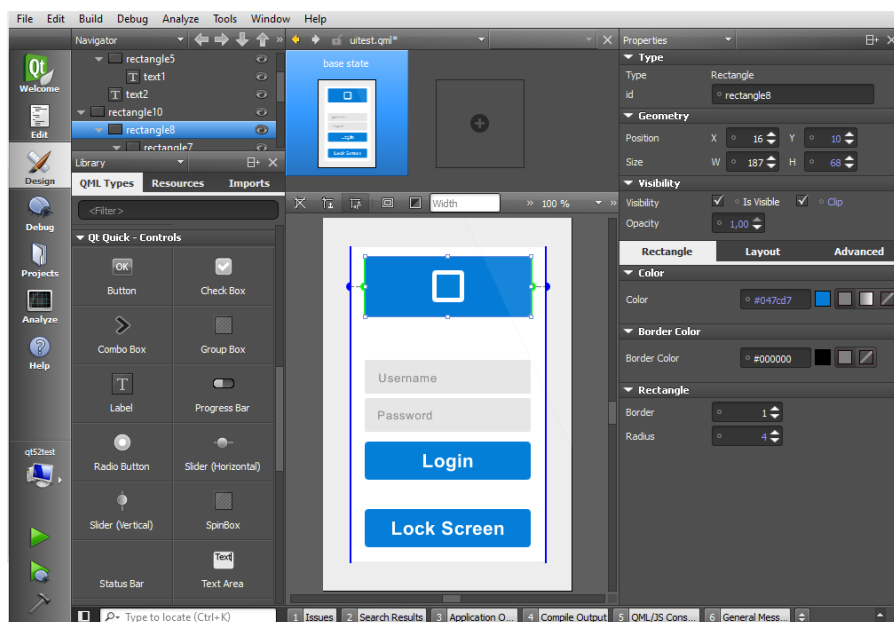 File Edit Build Debug Analyze Tools Window Help
Navigator
uitest.qml*
Properties
rectangle5
text1
text2
rectangle10
rectangle8
rectangle7
Qt
Welcome
Edit
Design
Debug
Projects
Analyze
Help
qt52test
Library
QML Types Resources Imports
<Filter>
Qt Quick - Controls
OK
Button
Check Box
Combo Box
Group Box
T
Label
Progress Bar
Radio Button
Slider (Horizontal)
Slider (Vertical)
SpinBox
Status Bar
Text
Text Area
base state
Login
Lock Screen
Width
100 %
Username
Password
Login
Lock Screen
Type
Type Rectangle
id rectangle8
Geometry
Position X 16 Y 10
Size W 187 H 68
Visibility
Visibility Is Visible Clip
Opacity 1,00
Rectangle Layout Advanced
Color
Color #047cd7
Border Color
Border Color #000000
Rectangle
Border 1
Radius 4
Type to locate (Ctrl+K)
1 Issues 2 Search Results 3 Application O... 4 Compile Output 5 QML/JS Cons... 6 General Mess...